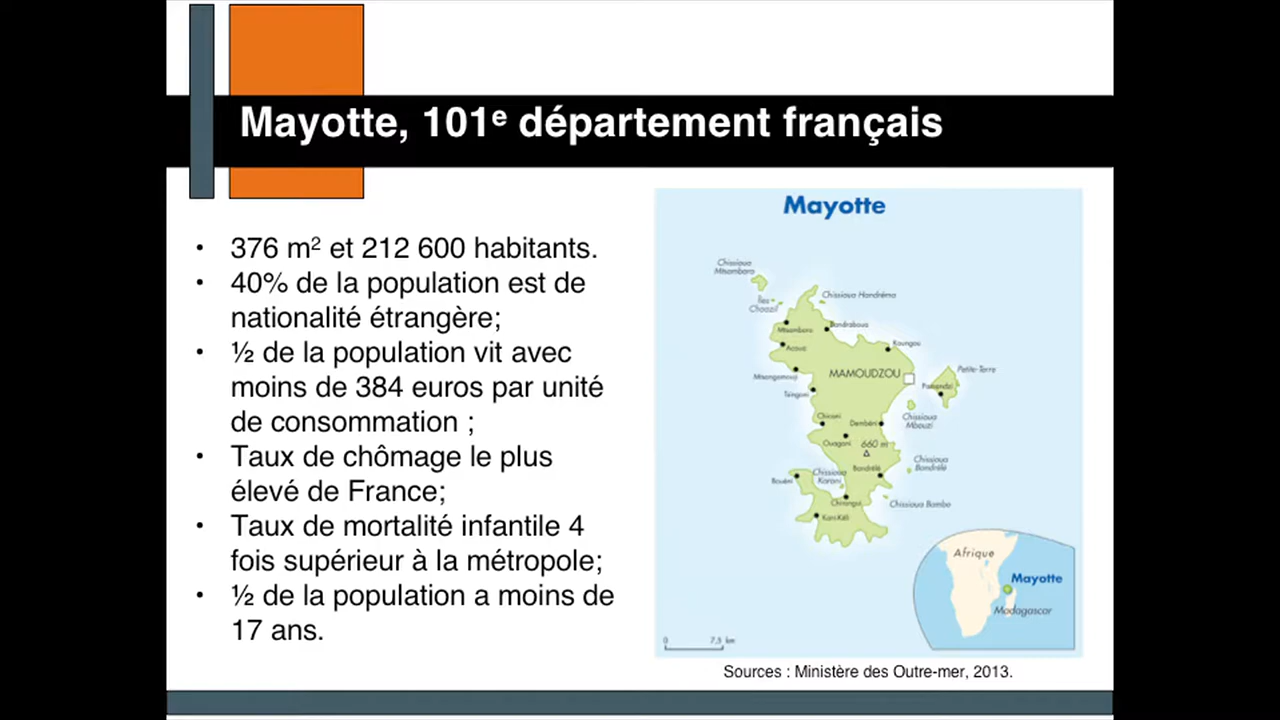 Mayotte, 101e département français
• 376 m² et 212 600 habitants.
• 40% de la population est de
nationalité étrangère;
• ½ de la population vit avec
moins de 384 euros par unité
de consommation ;
• Taux de chômage le plus
élevé de France;
• Taux de mortalité infantile 4
fois supérieur à la métropole;
• ½ de la population a moins de
17 ans.
Mayotte
Chissioua
Mtsamboro
Îles
Choazil
Chissioua Handréma
Mtsamboro
Bandraboua
Acoua
Koungou
Mtsangamouji
MAMOUDZOU
Petite-Terre
Pamandzi
Tsingoni
Chiconi
Dembéni
Chissioua
Mbouzi
Ouagani
660 m
Chissioua
Bandrélé
Bandrélé
Bouéni
Chissioua
Karoni
Chirongui
Chissioua Bambo
Kani-Kéli
Afrique
Mayotte
Madagascar
0 7,5 km
Sources : Ministère des Outre-mer, 2013.